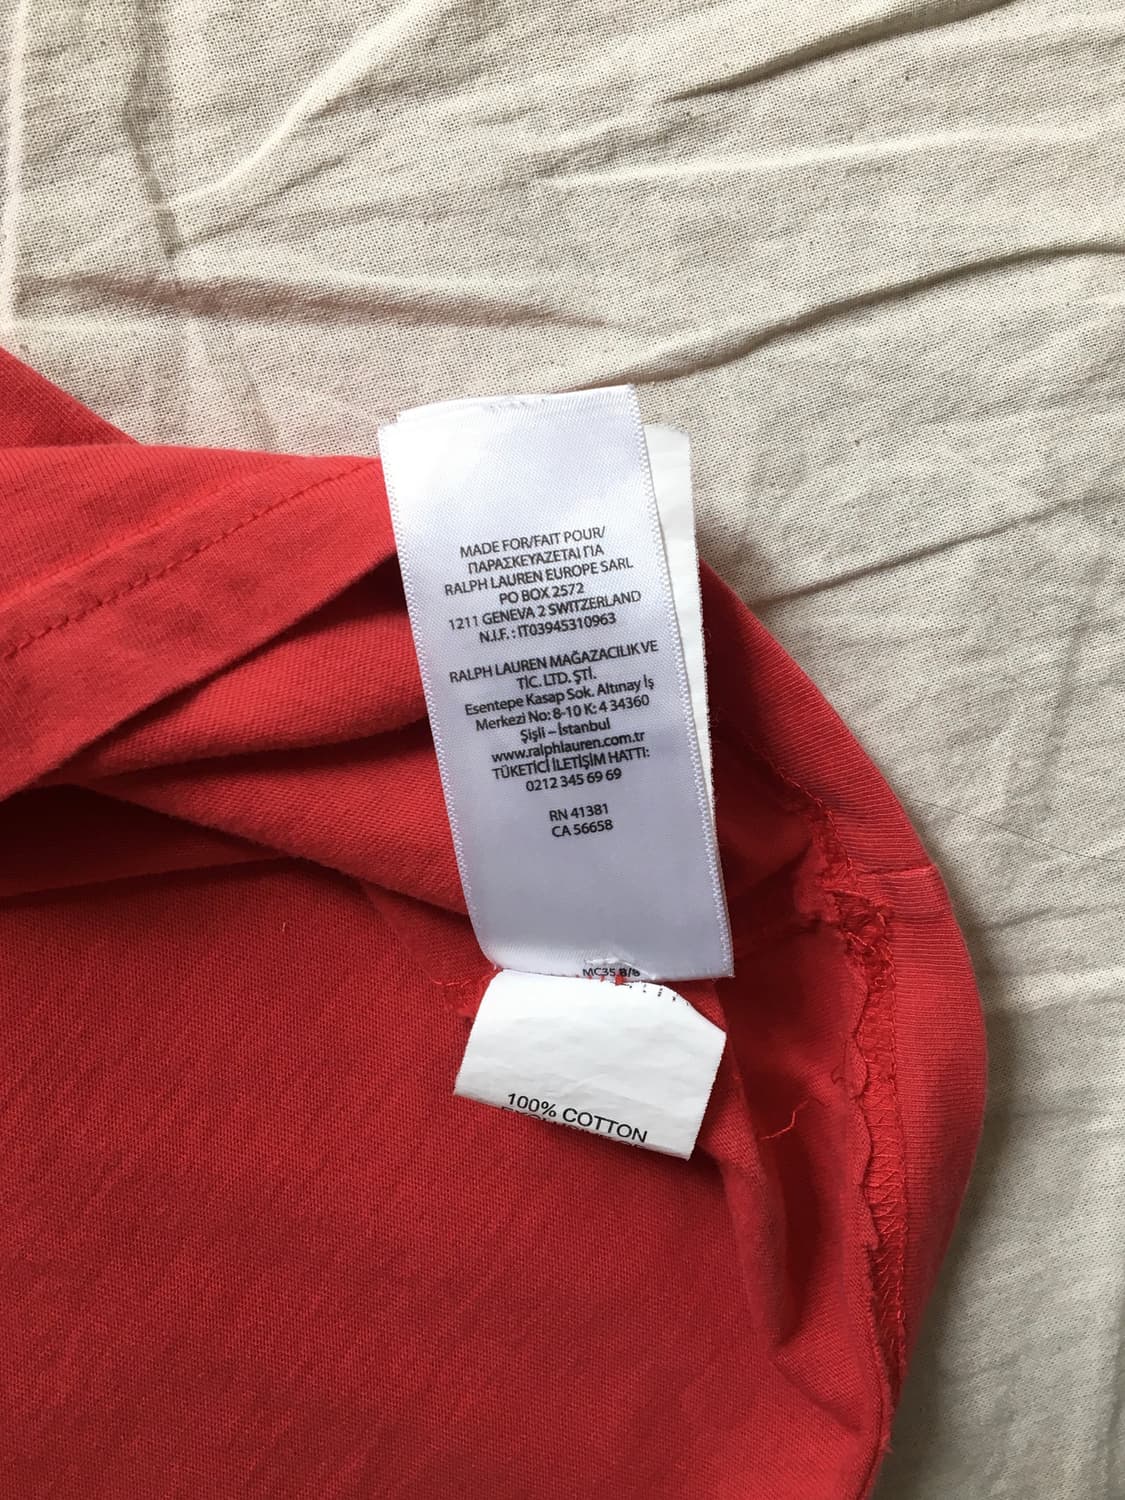 MADE FOR/FAIT POUR/
ΠΑΡΑΣΚΕΥΑΖΕΤΑΙ ΓΙΑ
RALPH LAUREN EUROPE SARL
PO BOX 2572
1211 GENEVA 2 SWITZERLAND
N.I.F. : IT03945310963
RALPH LAUREN MAĞAZACILIK VE
TİC. LTD. ŞTİ.
Esentepe Kasap Sok. Altınay İş
Merkezi No: 8-10 K: 4 34360
Şişli – İstanbul
www.ralphlauren.com.tr
TÜKETİCİ İLETİŞİM HATTI:
0212 345 69 69
RN 41381
CA 56658
MC35
100% COTTON